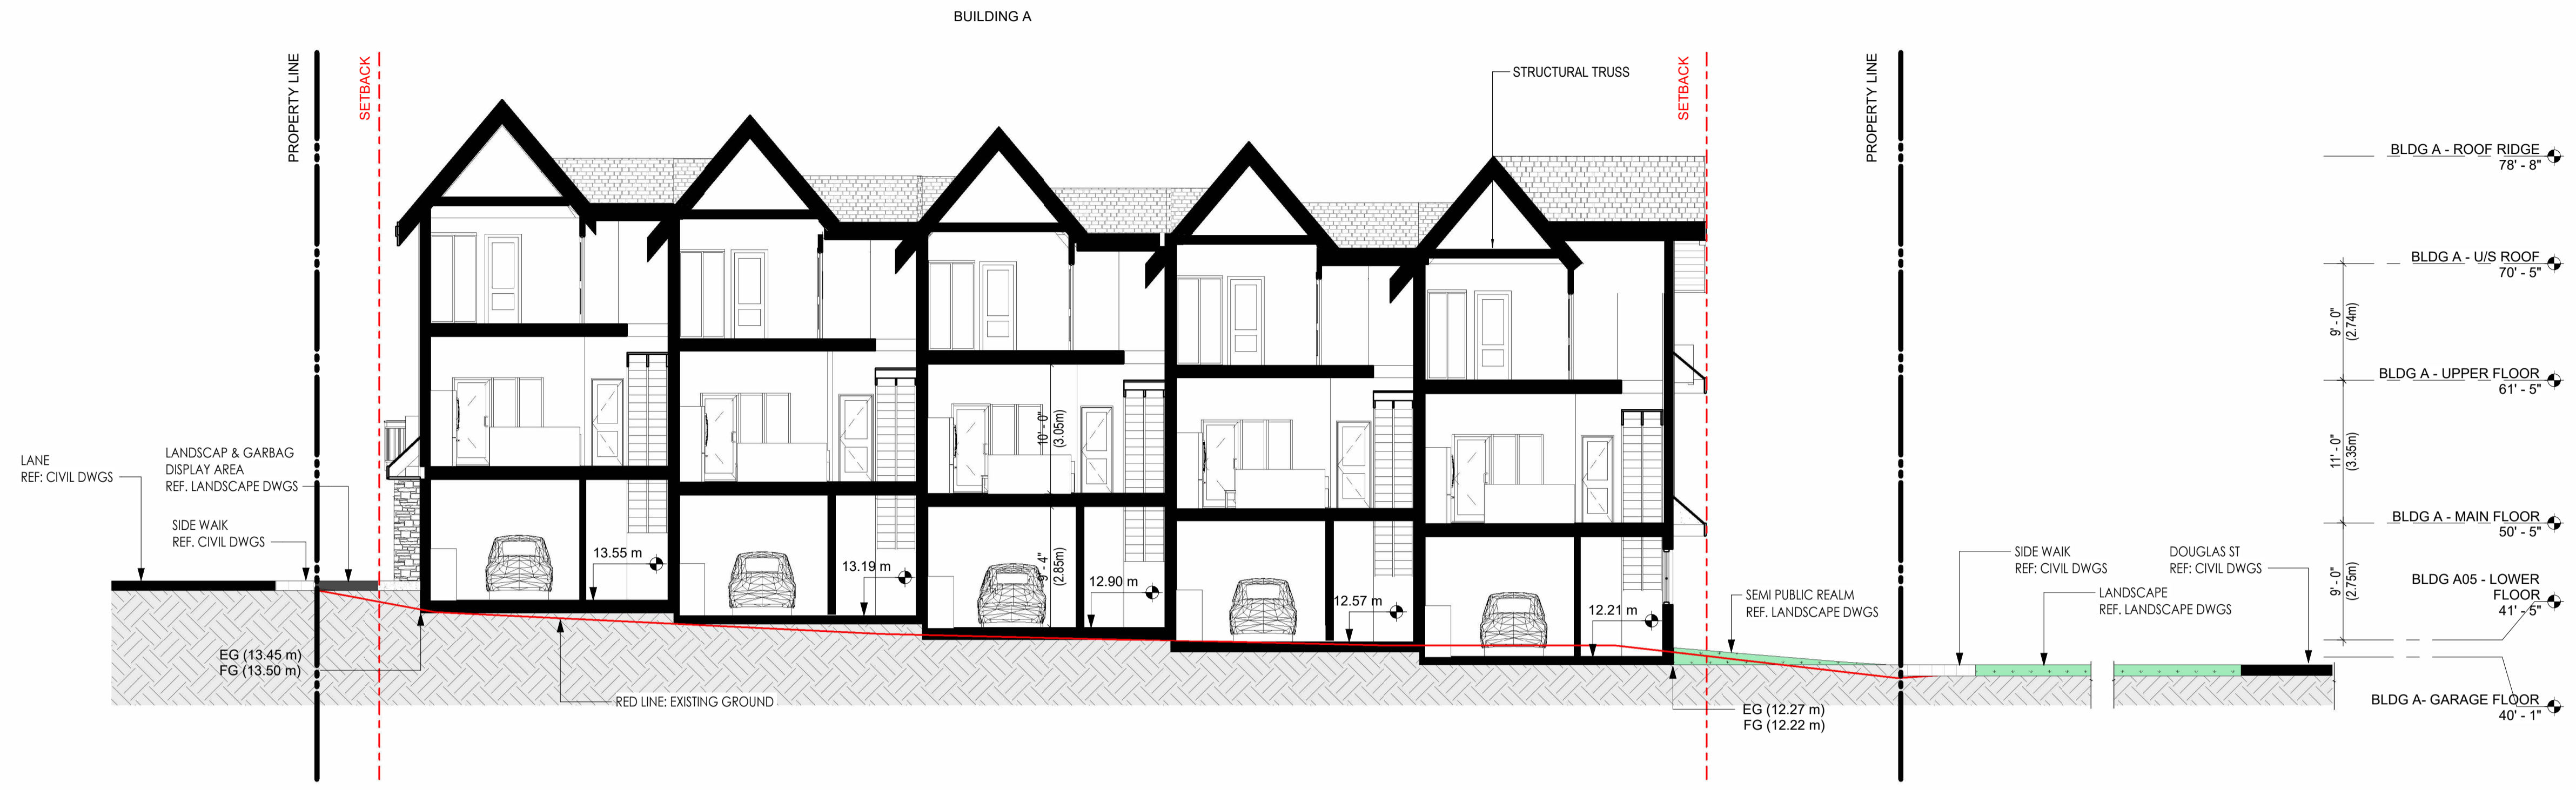 BUILDING A
PROPERTY LINE
SETBACK
STRUCTURAL TRUSS
SETBACK
PROPERTY LINE
BLDG A - ROOF RIDGE
78' - 8"
BLDG A - U/S ROOF
70' - 5"
9' - 0"
(2.74m)
BLDG A - UPPER FLOOR
61' - 5"
11' - 0"
(3.35m)
BLDG A - MAIN FLOOR
50' - 5"
9' - 0"
(2.75m)
BLDG A05 - LOWER
FLOOR
41' - 5"
BLDG A- GARAGE FLOOR
40' - 1"
LANE
REF: CIVIL DWGS
LANDSCAP & GARBAG
DISPLAY AREA
REF. LANDSCAPE DWGS
SIDE WAIK
REF. CIVIL DWGS
10' - 0"
(3.05m)
9' - 4"
(2.85m)
13.55 m
13.19 m
12.90 m
12.57 m
12.21 m
EG (13.45 m)
FG (13.50 m)
RED LINE: EXISTING GROUND
SEMI PUBLIC REALM
REF. LANDSCAPE DWGS
EG (12.27 m)
FG (12.22 m)
SIDE WAIK
REF: CIVIL DWGS
LANDSCAPE
REF. LANDSCAPE DWGS
DOUGLAS ST
REF: CIVIL DWGS